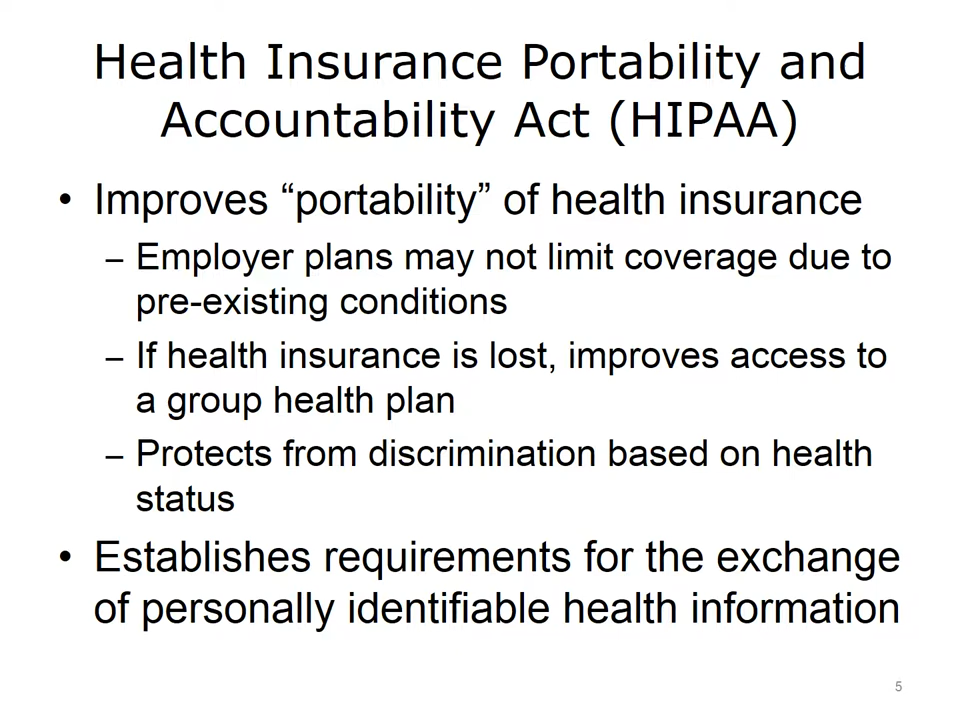 Health Insurance Portability and
Accountability Act (HIPAA)
• Improves “portability” of health insurance
– Employer plans may not limit coverage due to
pre-existing conditions
– If health insurance is lost, improves access to
a group health plan
– Protects from discrimination based on health
status
• Establishes requirements for the exchange
of personally identifiable health information
5